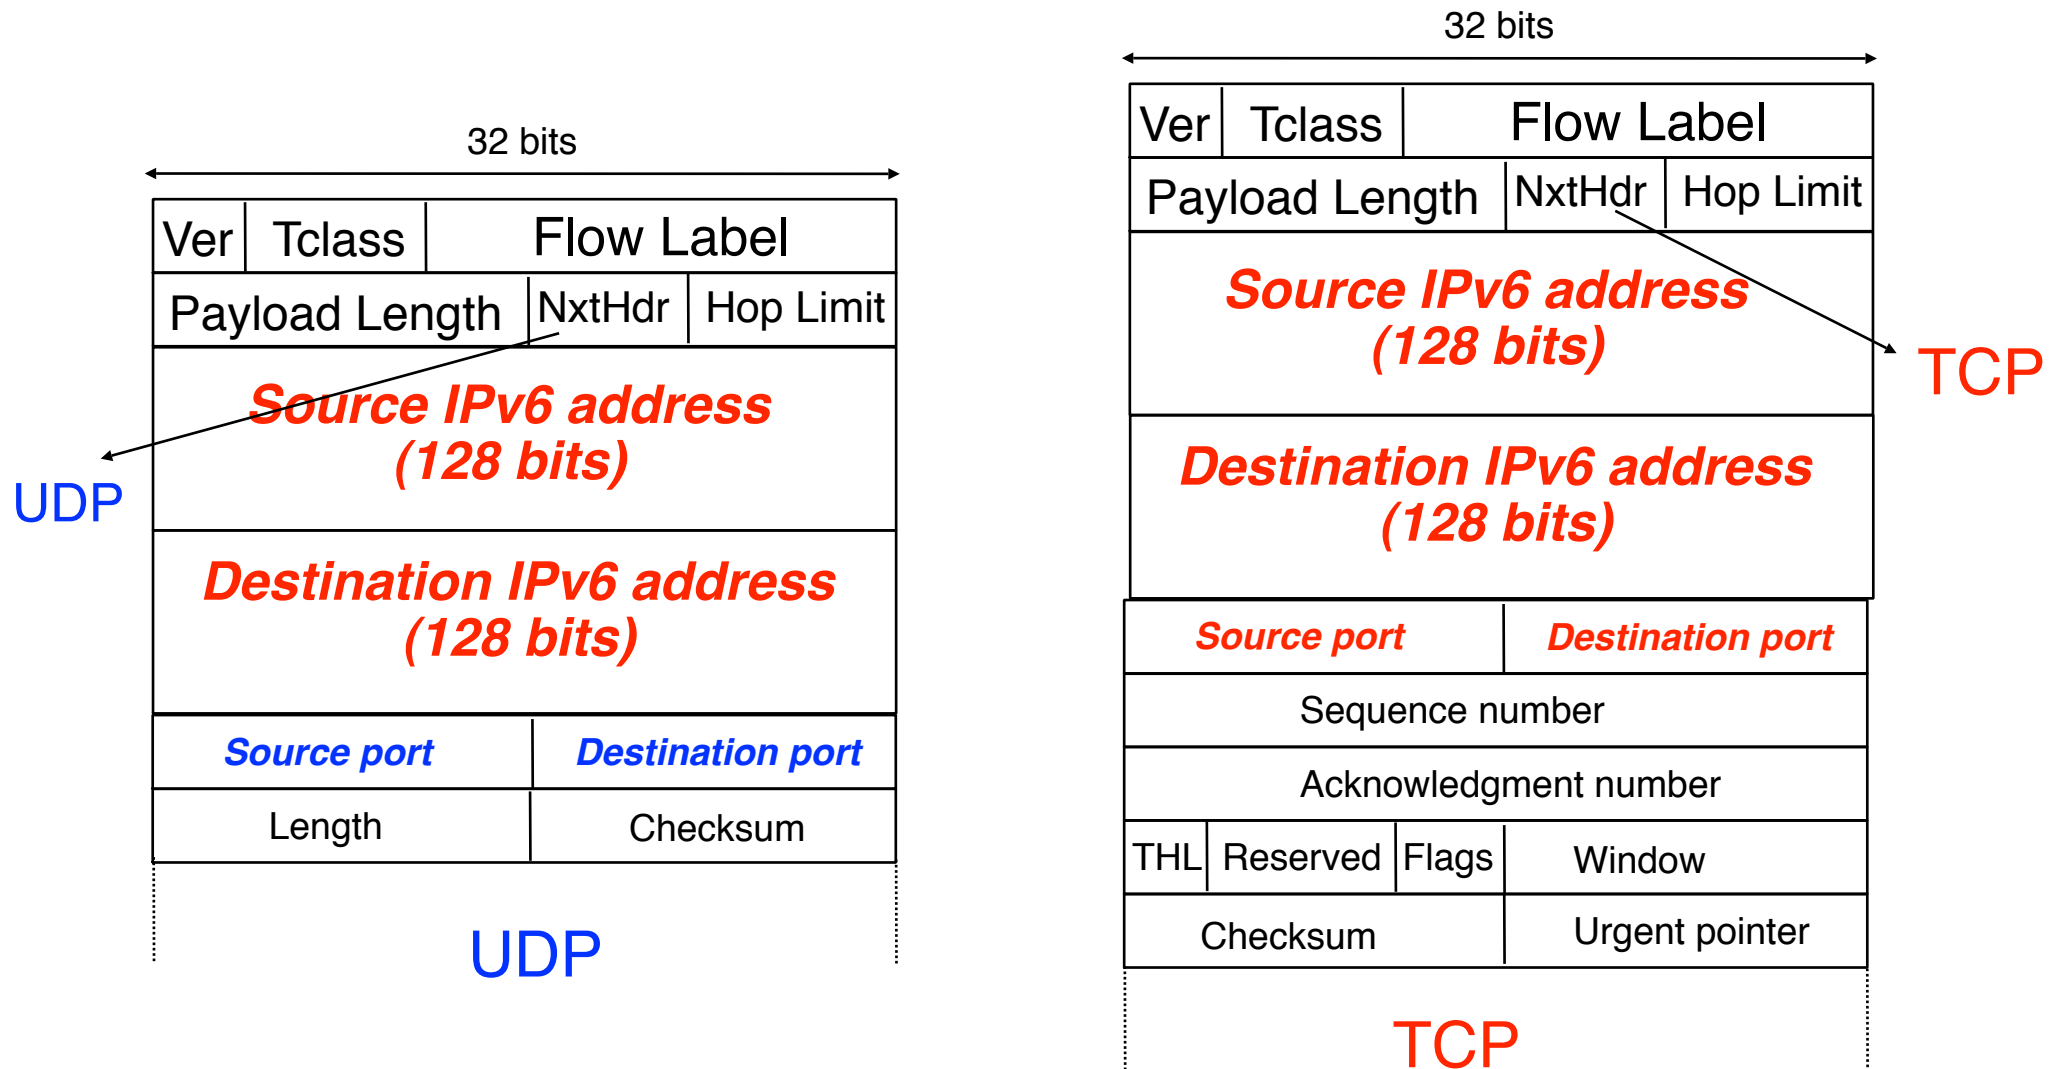 32 bits
Ver Tclass Flow Label
Payload Length NxtHdr Hop Limit
Source IPv6 address
(128 bits)
UDP
Destination IPv6 address
(128 bits)
Source port Destination port
Length Checksum
UDP
32 bits
Ver Tclass Flow Label
Payload Length NxtHdr Hop Limit
Source IPv6 address
(128 bits)
TCP
Destination IPv6 address
(128 bits)
Source port Destination port
Sequence number
Acknowledgment number
THL Reserved Flags Window
Checksum Urgent pointer
TCP